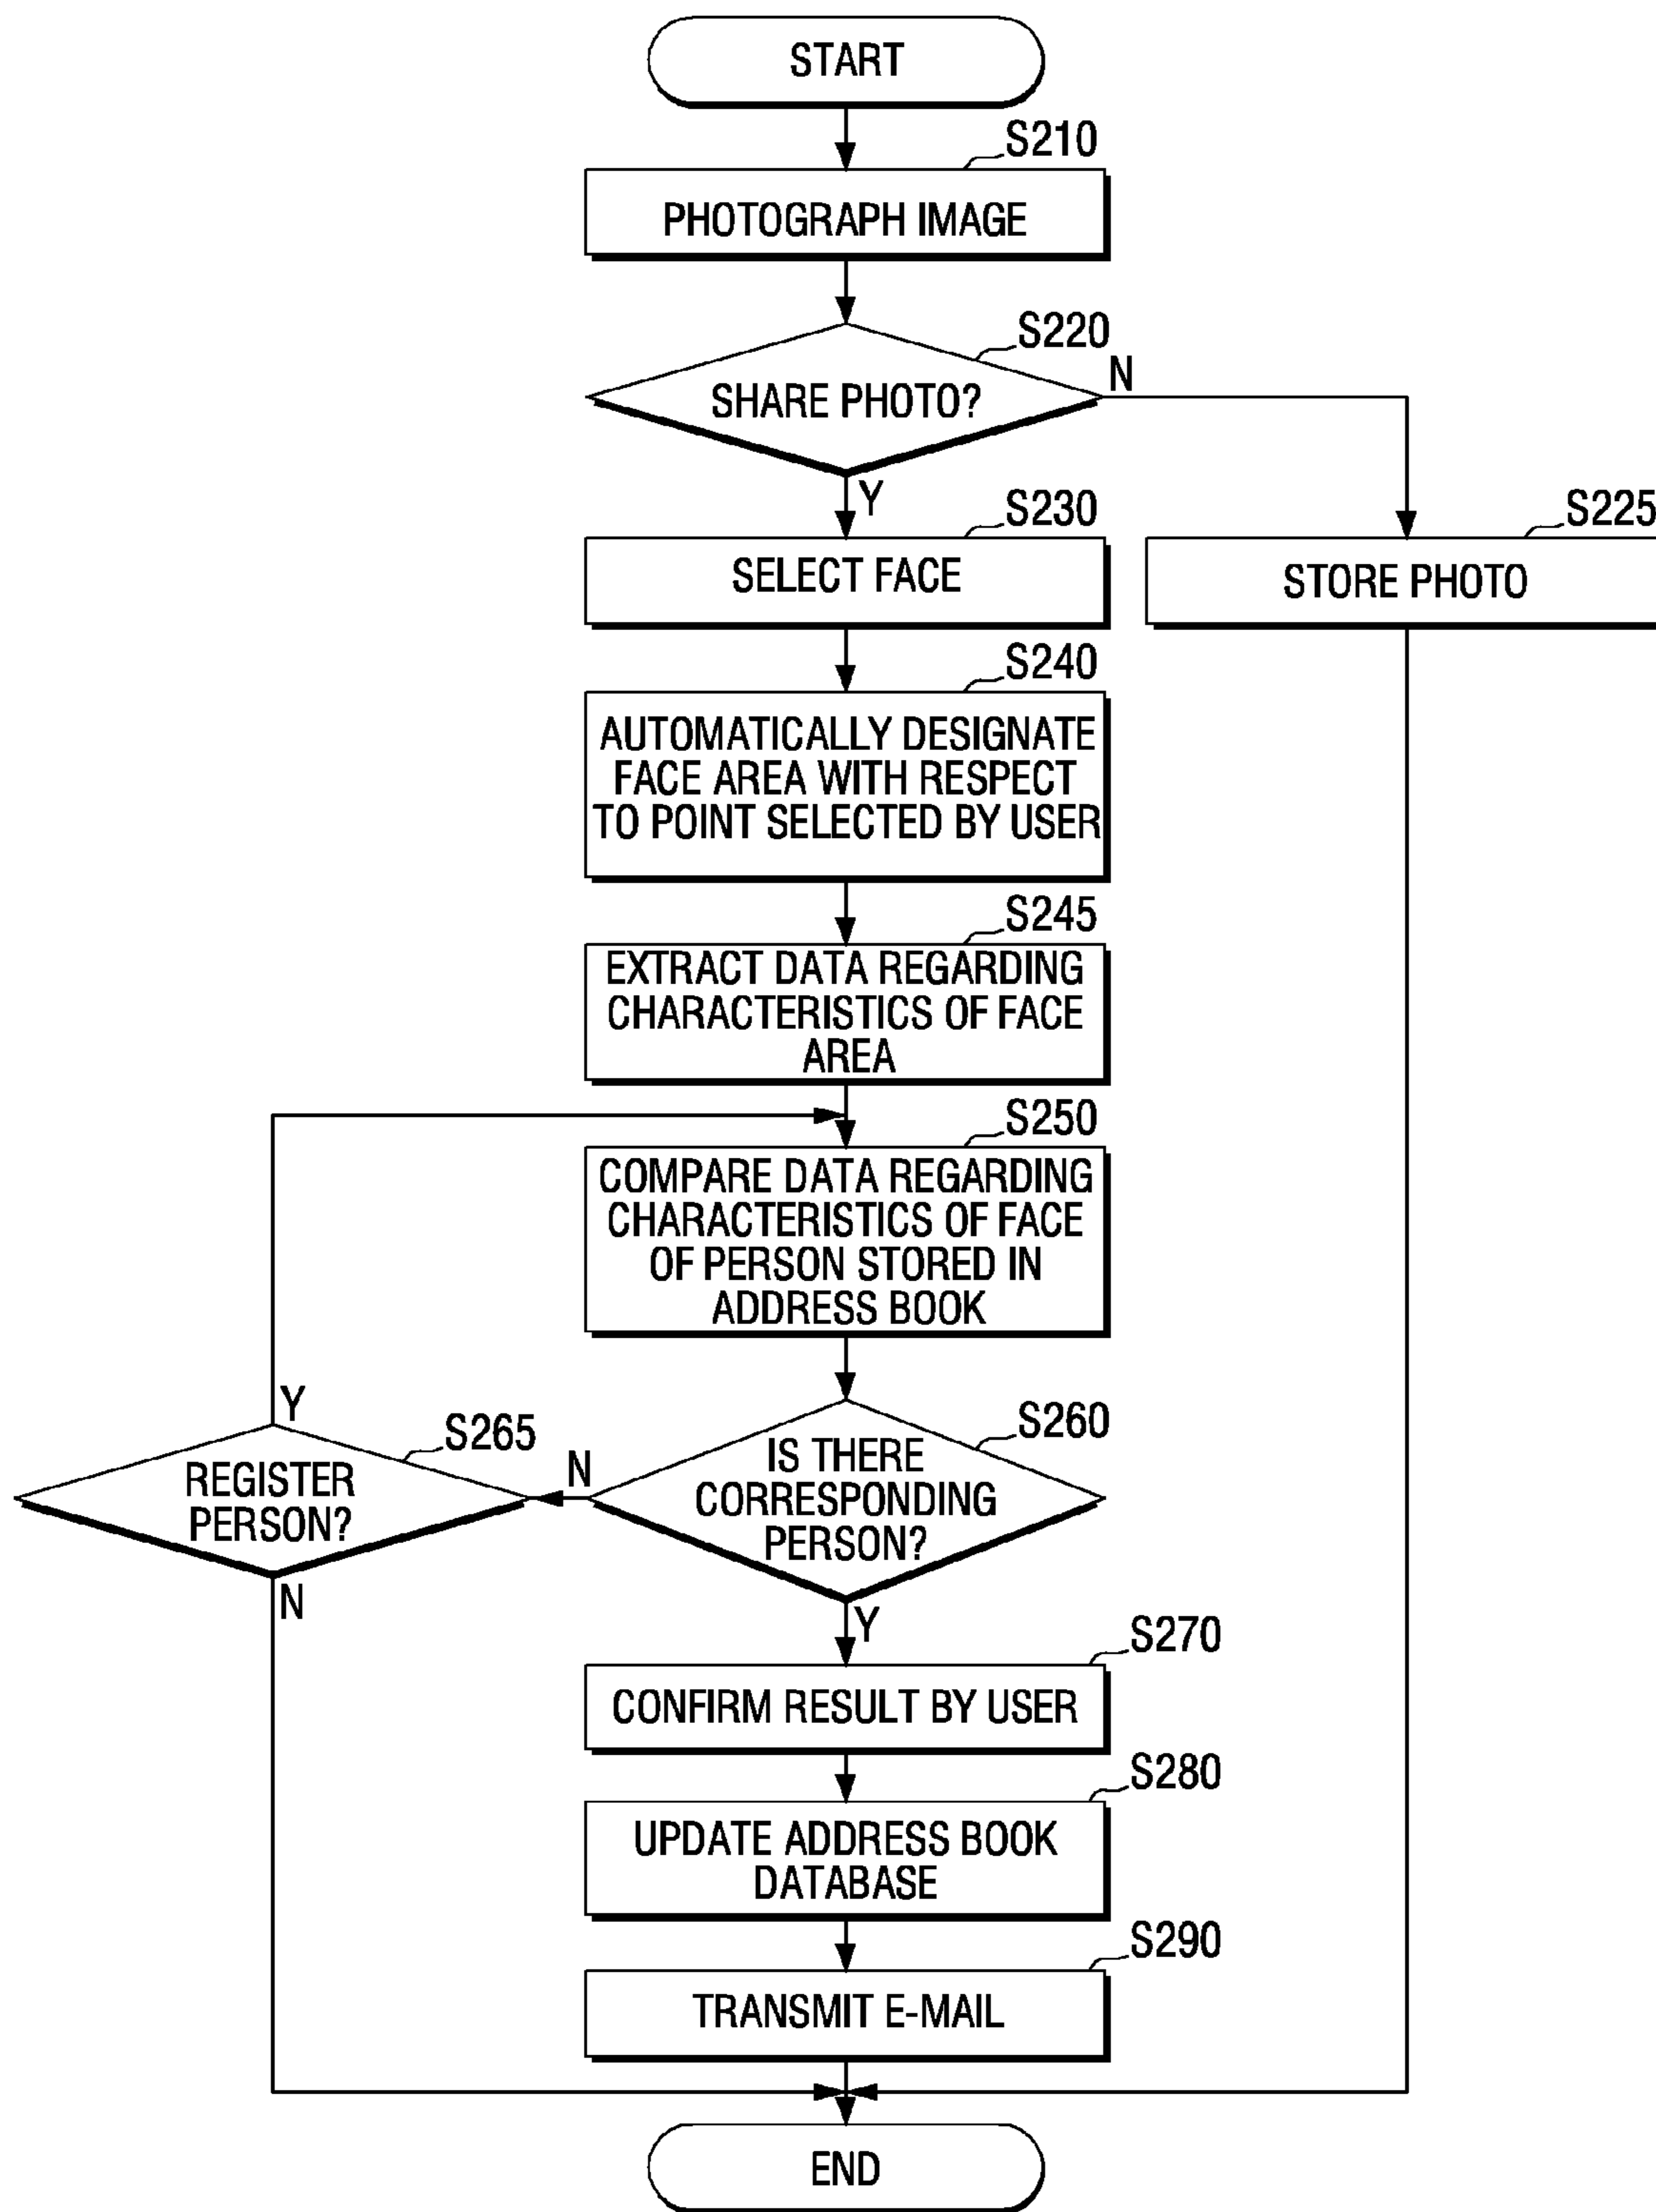 START
S210
PHOTOGRAPH IMAGE
S220
SHARE PHOTO?
N
Y
S230
SELECT FACE
S225
STORE PHOTO
S240
AUTOMATICALLY DESIGNATE
FACE AREA WITH RESPECT
TO POINT SELECTED BY USER
S245
EXTRACT DATA REGARDING
CHARACTERISTICS OF FACE
AREA
S250
COMPARE DATA REGARDING
CHARACTERISTICS OF FACE
OF PERSON STORED IN
ADDRESS BOOK
S260
IS THERE
CORRESPONDING
PERSON?
N
Y
S265
REGISTER
PERSON?
Y
N
S270
CONFIRM RESULT BY USER
S280
UPDATE ADDRESS BOOK
DATABASE
S290
TRANSMIT E-MAIL
END